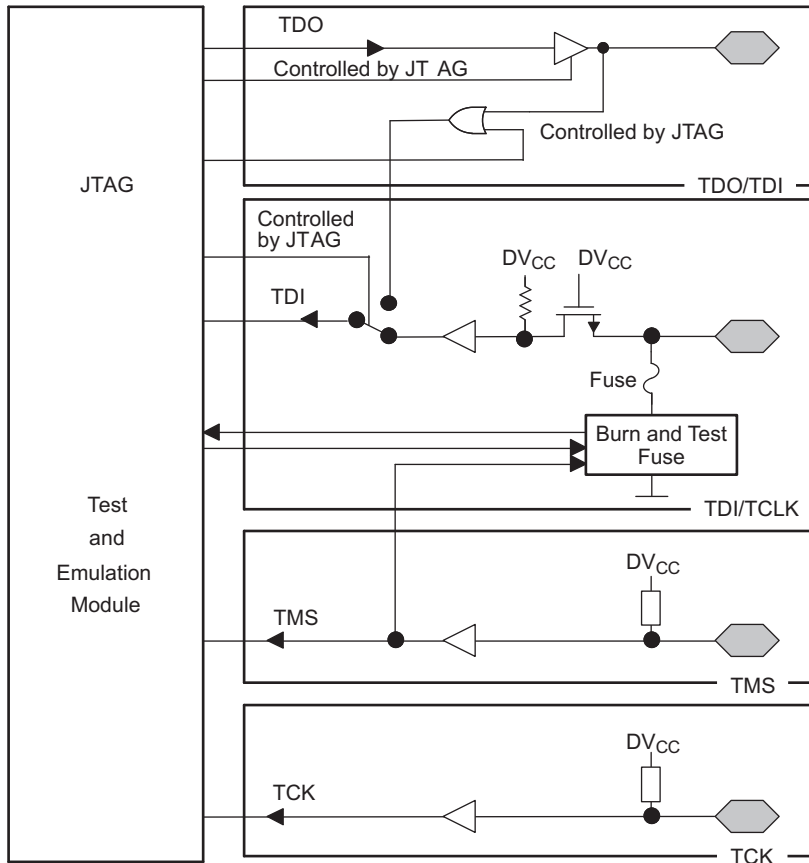 TDO
Controlled by JT AG
Controlled by JTAG
TDO/TDI
JTAG
Controlled
by JTAG
DVCC
DVCC
TDI
Fuse
Burn and Test
Fuse
TDI/TCLK
Test
and
Emulation
Module
DVCC
TMS
TMS
DVCC
TCK
TCK